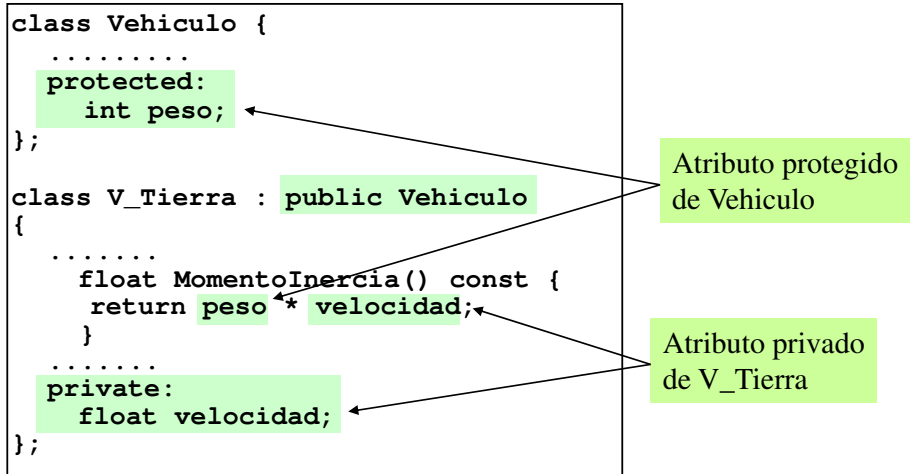 class Vehiculo {
.........
protected:
int peso;
};
class V_Tierra : public Vehiculo
{
.......
float MomentoInercia() const {
return peso * velocidad;
}
.......
private:
float velocidad;
};
Atributo protegido
de Vehiculo
Atributo privado
de V_Tierra